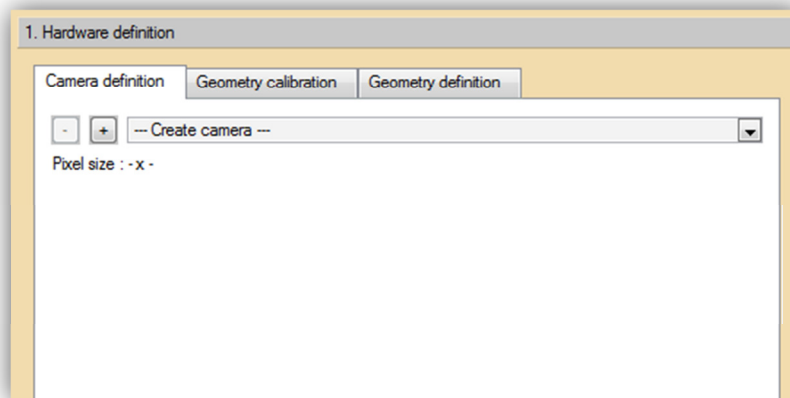 1. Hardware definition
Camera definition Geometry calibration Geometry definition
- + --- Create camera ---
Pixel size : - x -